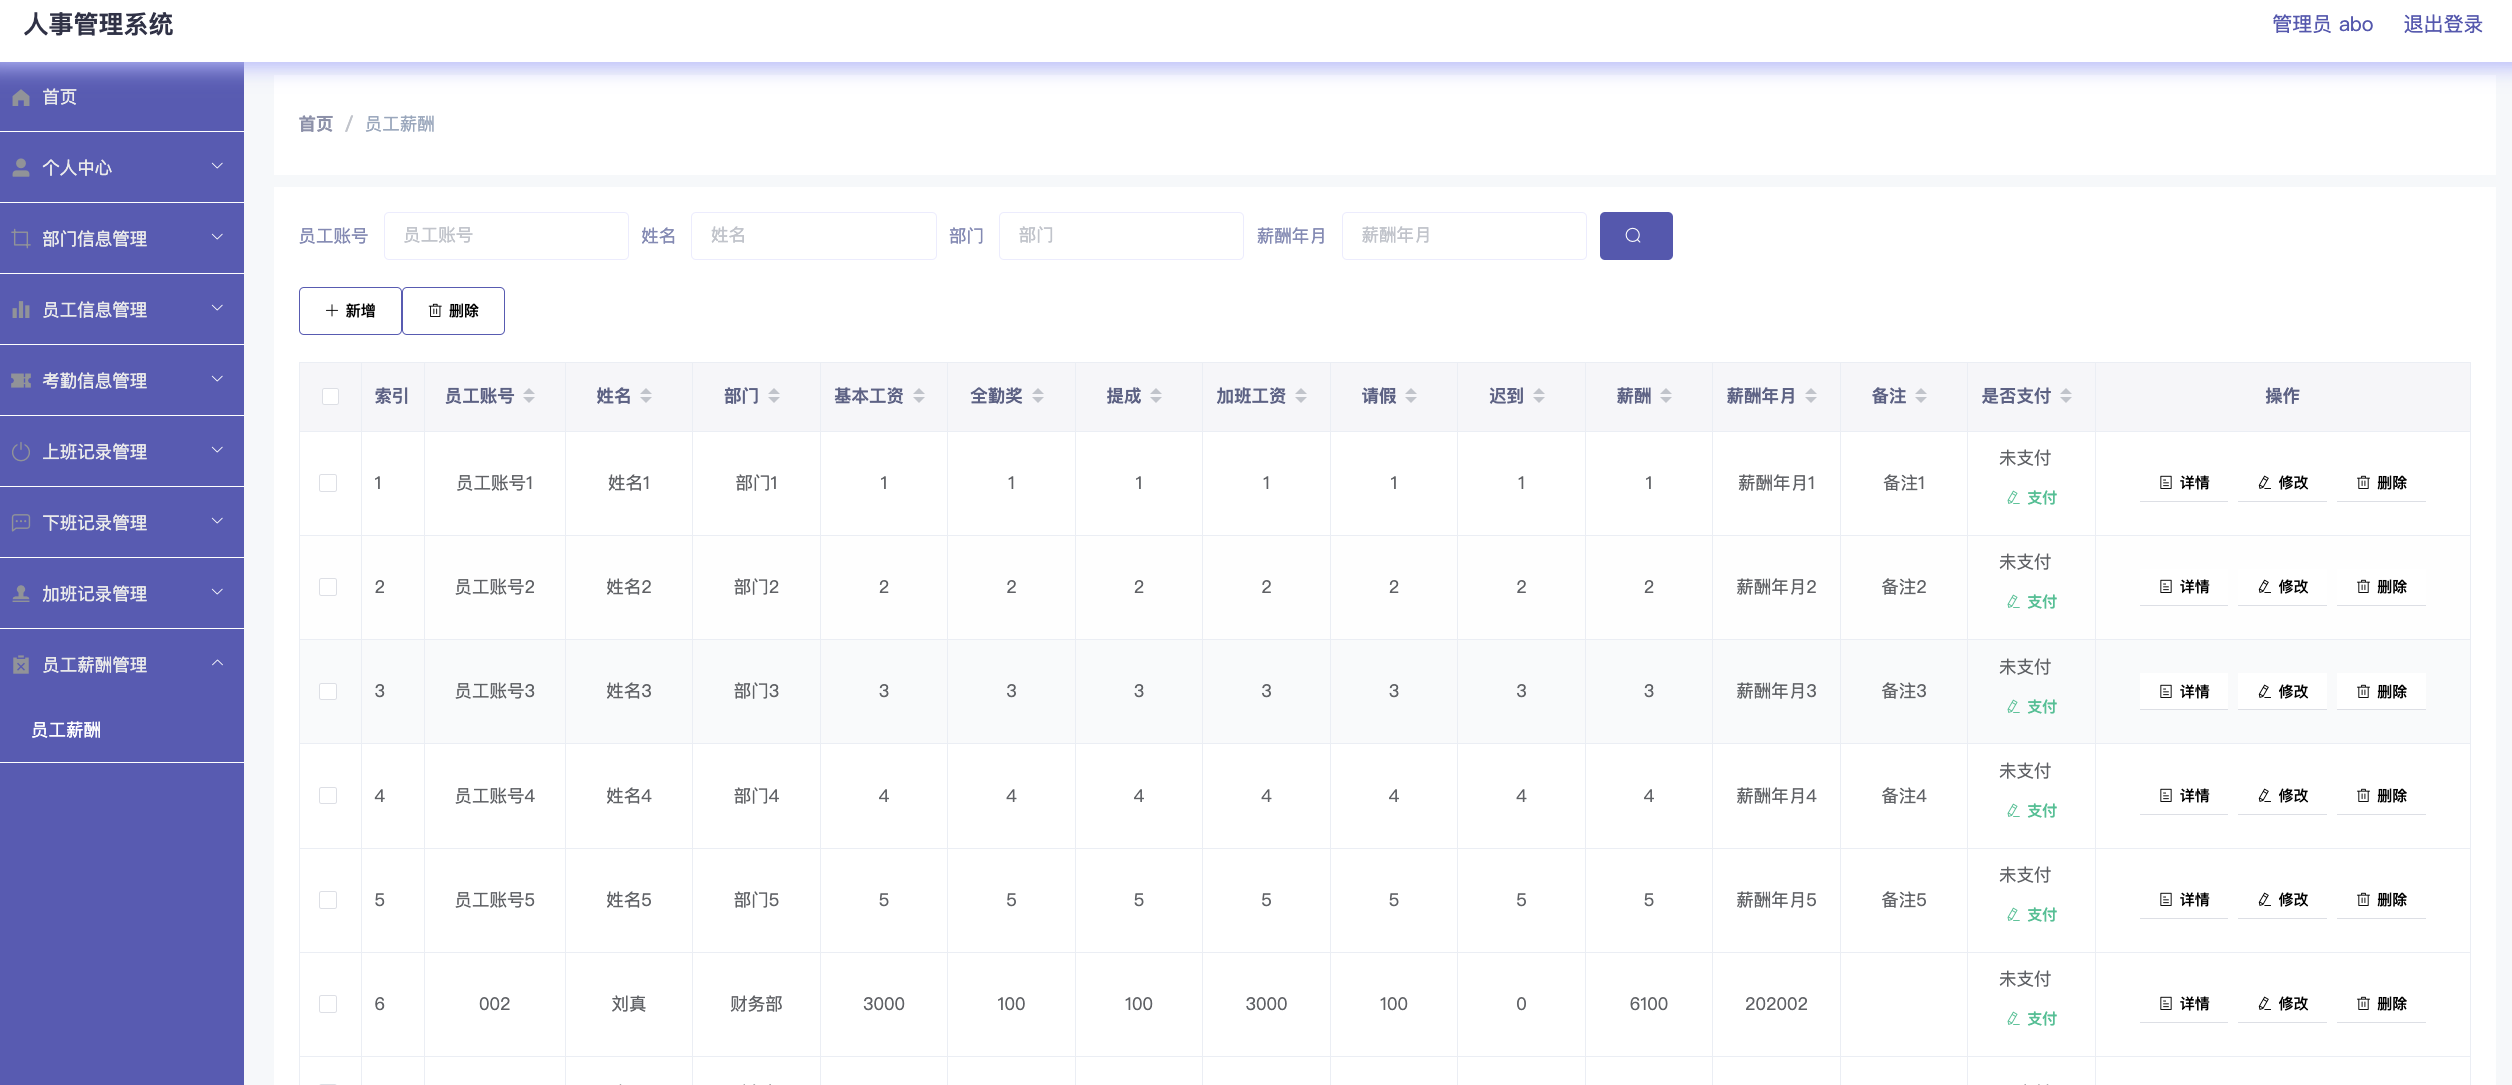 人事管理系统
管理员 abo 退出登录
首页
个人中心
部门信息管理
员工信息管理
考勤信息管理
上班记录管理
下班记录管理
加班记录管理
员工薪酬管理
员工薪酬
首页 / 员工薪酬
员工账号 员工账号 姓名 姓名 部门 部门 薪酬年月 薪酬年月
新增 删除
索引 员工账号 姓名 部门 基本工资 全勤奖 提成 加班工资 请假 迟到 薪酬 薪酬年月 备注 是否支付 操作
1 员工账号1 姓名1 部门1 1 1 1 1 1 1 1 薪酬年月1 备注1 未支付 支付 详情 修改 删除
2 员工账号2 姓名2 部门2 2 2 2 2 2 2 2 薪酬年月2 备注2 未支付 支付 详情 修改 删除
3 员工账号3 姓名3 部门3 3 3 3 3 3 3 3 薪酬年月3 备注3 未支付 支付 详情 修改 删除
4 员工账号4 姓名4 部门4 4 4 4 4 4 4 4 薪酬年月4 备注4 未支付 支付 详情 修改 删除
5 员工账号5 姓名5 部门5 5 5 5 5 5 5 5 薪酬年月5 备注5 未支付 支付 详情 修改 删除
6 002 刘真 财务部 3000 100 100 3000 100 0 6100 202002 未支付 支付 详情 修改 删除